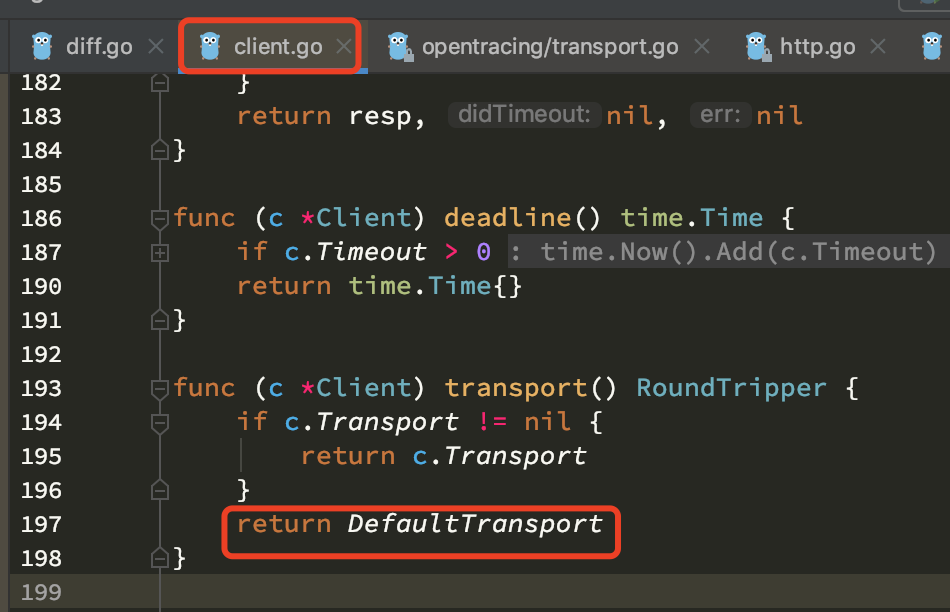 diff.go client.go opentracing/transport.go http.go
182 }
183 return resp, didTimeout: nil, err: nil
184 }
185
186 func (c *Client) deadline() time.Time {
187 if c.Timeout > 0 : time.Now().Add(c.Timeout)
190 return time.Time{}
191 }
192
193 func (c *Client) transport() RoundTripper {
194 if c.Transport != nil {
195 return c.Transport
196 }
197 return DefaultTransport
198 }
199